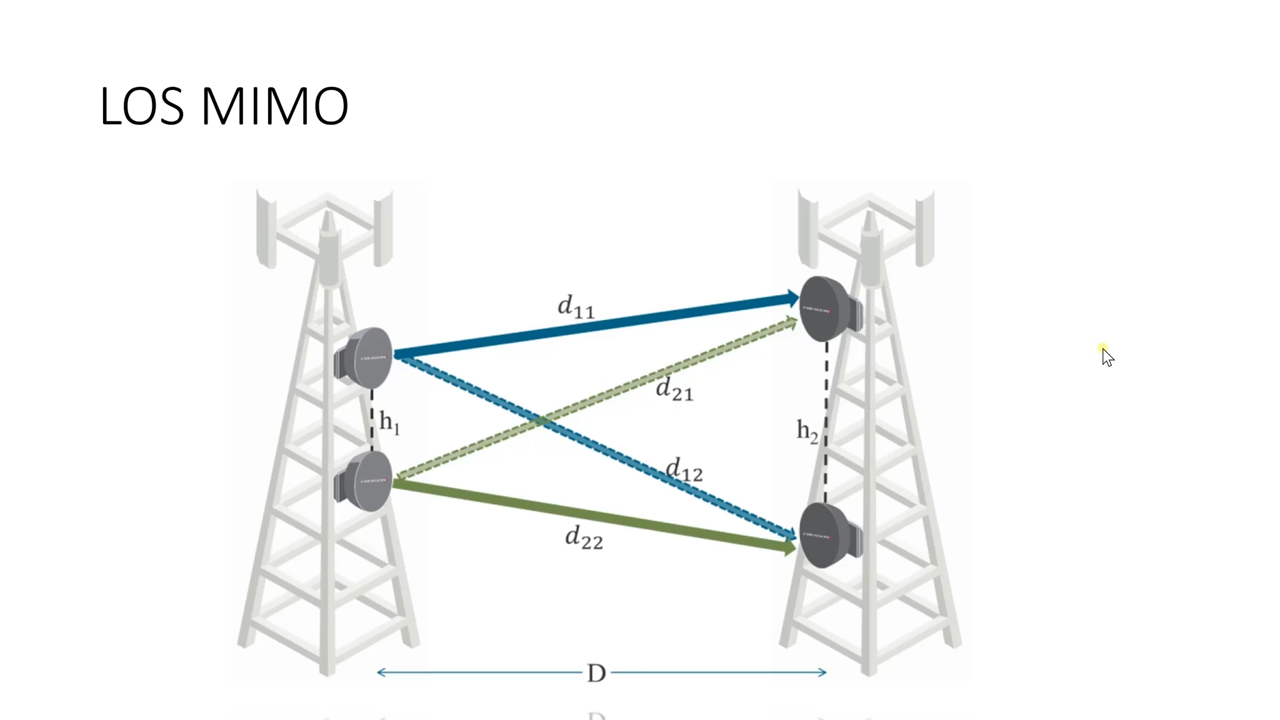 LOS MIMO
d₁₁
d₂₁
h₁
h₂
d₁₂
d₂₂
D